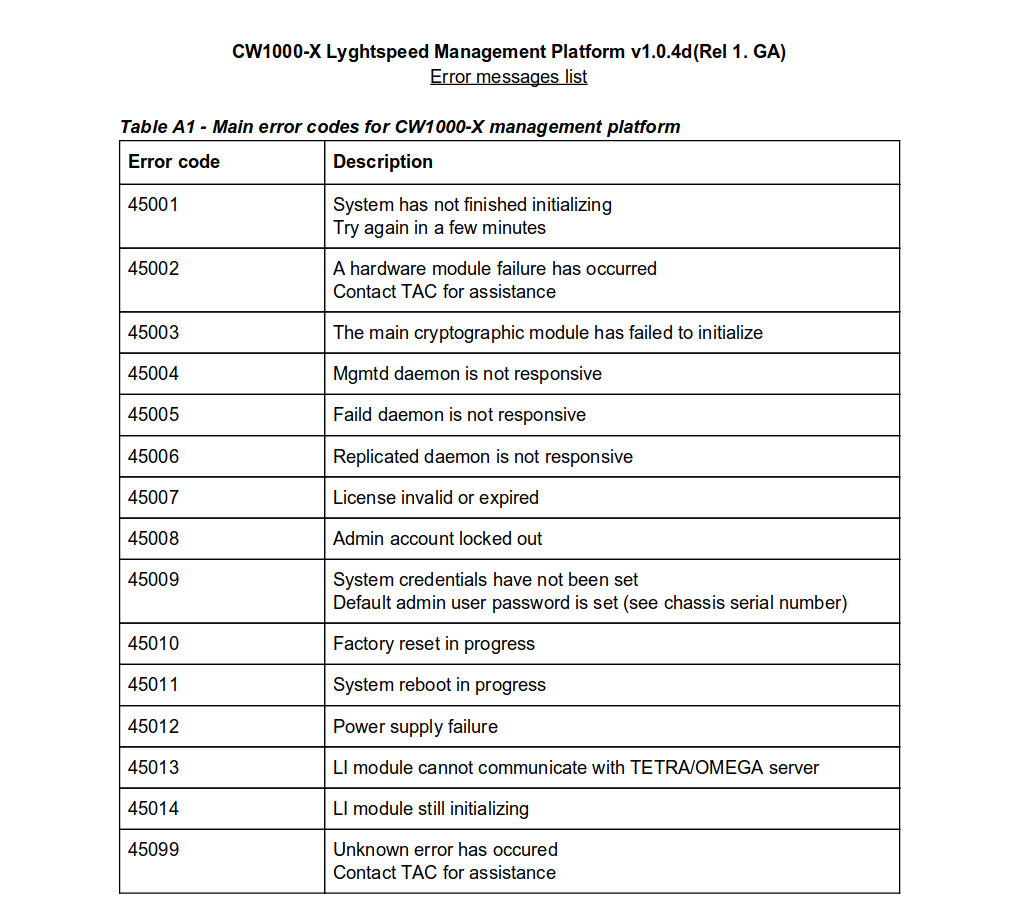 CW1000-X Lyghtspeed Management Platform v1.0.4d(Rel 1. GA)
Error messages list
Table A1 - Main error codes for CW1000-X management platform
Error code Description
45001 System has not finished initializing
Try again in a few minutes
45002 A hardware module failure has occurred
Contact TAC for assistance
45003 The main cryptographic module has failed to initialize
45004 Mgmtd daemon is not responsive
45005 Faild daemon is not responsive
45006 Replicated daemon is not responsive
45007 License invalid or expired
45008 Admin account locked out
45009 System credentials have not been set
Default admin user password is set (see chassis serial number)
45010 Factory reset in progress
45011 System reboot in progress
45012 Power supply failure
45013 LI module cannot communicate with TETRA/OMEGA server
45014 LI module still initializing
45099 Unknown error has occured
Contact TAC for assistance